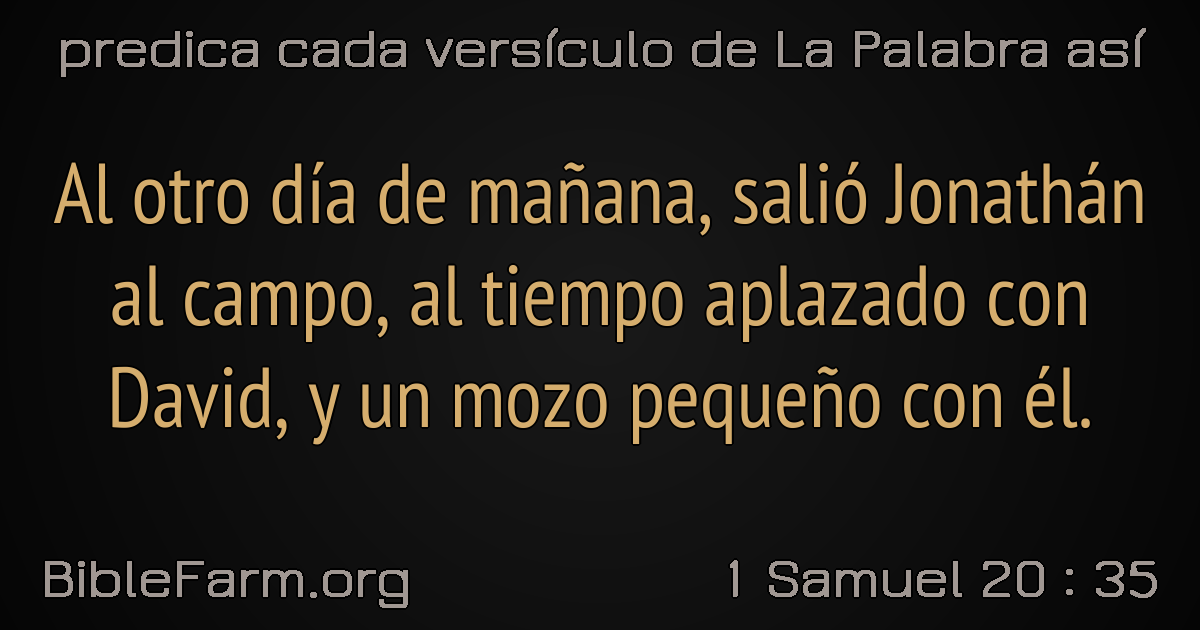 predica cada versículo de La Palabra así
Al otro día de mañana, salió Jonathán
al campo, al tiempo aplazado con
David, y un mozo pequeño con él.
BibleFarm.org
1 Samuel 20 : 35